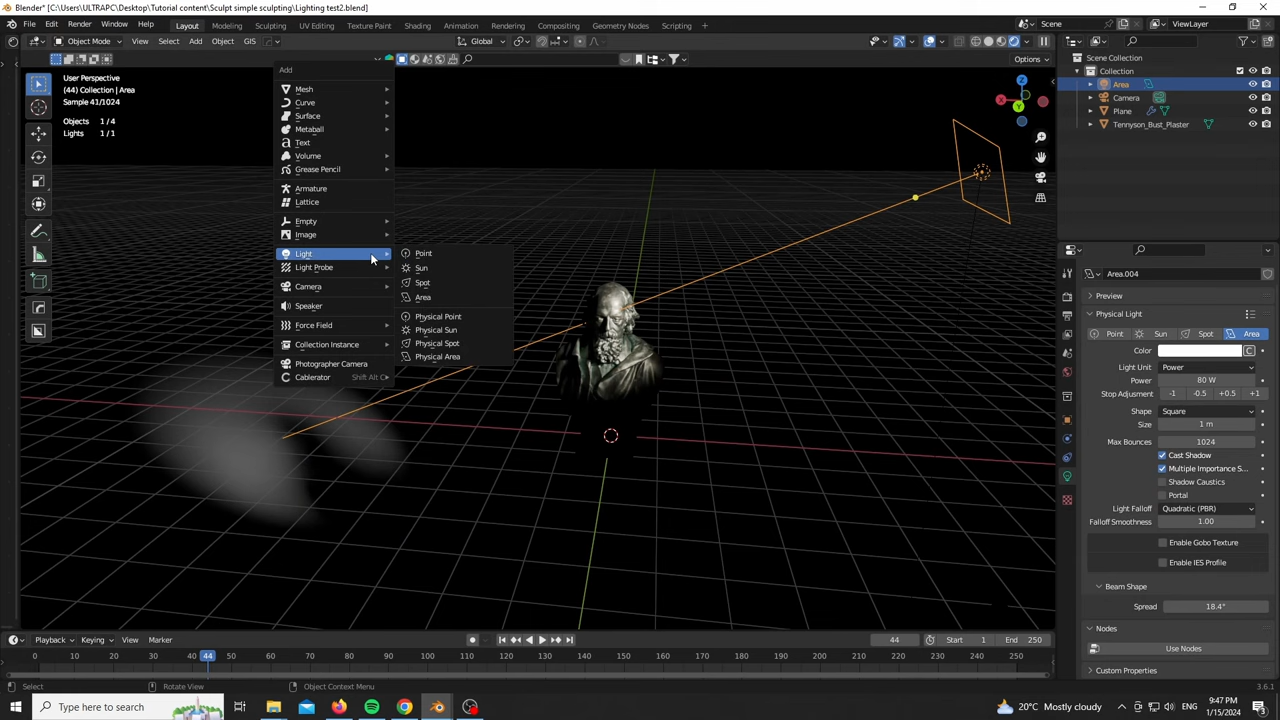 Blender* [C:\Users\ULTRAPC\Desktop\Tutorial content\Sculpt simple sculpting\Lighting test2.blend]
File Edit Render Window Help Layout Modeling Sculpting UV Editing Texture Paint Shading Animation Rendering Compositing Geometry Nodes Scripting + Scene ViewLayer
Object Mode View Select Add Object GIS Global
Options
User Perspective
(44) Collection | Area
Sample 41/1024
Objects 1/4
Lights 1/1
Add
Mesh
Curve
Surface
Metaball
Text
Volume
Grease Pencil
Armature
Lattice
Empty
Image
Light
Light Probe
Camera
Speaker
Force Field
Collection Instance
Photographer Camera
Cablerator Shift Alt C
Point
Sun
Spot
Area
Physical Point
Physical Sun
Physical Spot
Physical Area
X
Y
Z
Scene Collection
Collection
Area
Camera
Plane
Tennyson_Bust_Plaster
Area.004
Preview
Physical Light
Point Sun Spot Area
Color C
Light Unit Power
Power 80 W
Stop Adjusment -1 -0.5 +0.5 +1
Shape Square
Size 1 m
Max Bounces 1024
Cast Shadow
Multiple Importance S...
Shadow Caustics
Portal
Light Falloff Quadratic (PBR)
Falloff Smoothness 1.00
Enable Gobo Texture
Enable IES Profile
Beam Shape
Spread 18.4°
Nodes
Use Nodes
Custom Properties
Playback Keying View Marker 44 Start 1 End 250
0 10 20 30 40 44 50 60 70 80 90 100 110 120 130 140 150 160 170 180 190 200 210 220 230 240 250
Select Rotate View Object Context Menu 3.6.1
Type here to search 20°C Mostly cloudy 9:47 PM
1/15/2024